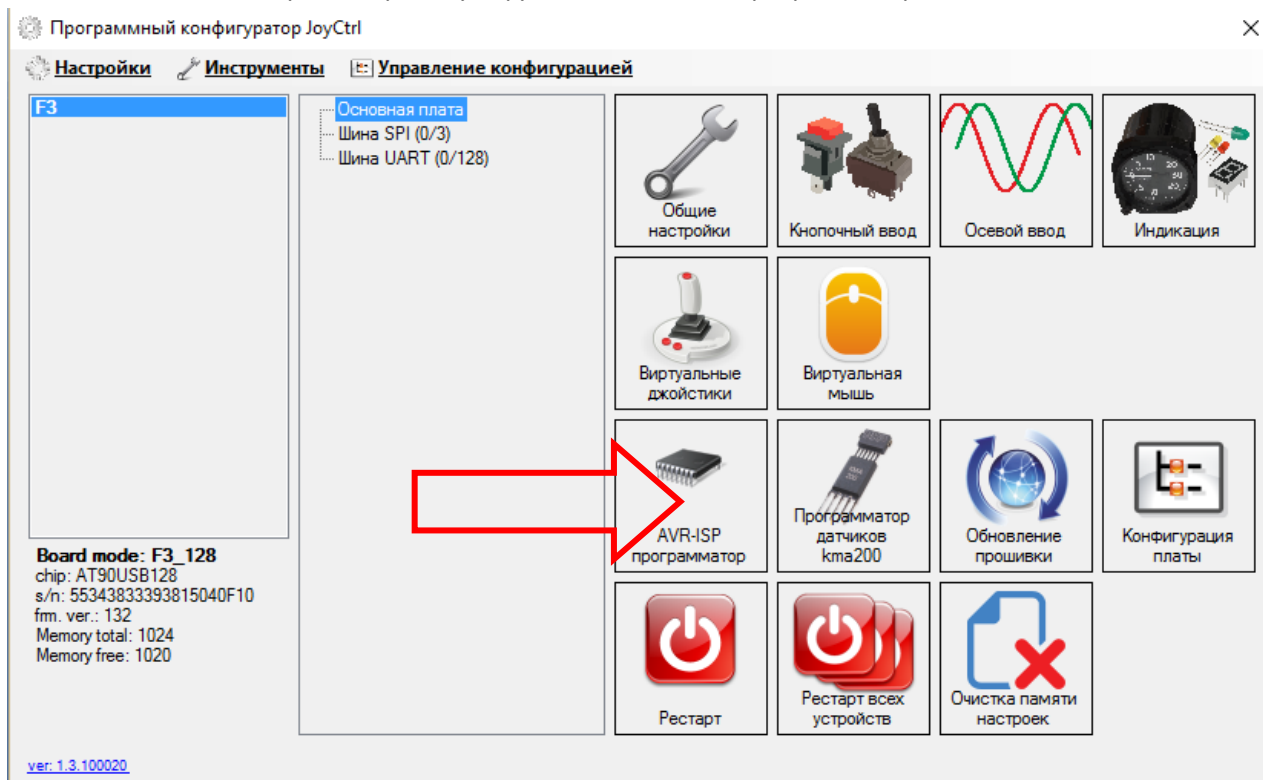 Программный конфигуратор JoyCtrl
Настройки Инструменты Управление конфигурацией
F3
Основная плата
Шина SPI (0/3)
Шина UART (0/128)
Общие
настройки
Кнопочный ввод
Осевой ввод
Индикация
Виртуальные
джойстики
Виртуальная
мышь
AVR-ISP
программатор
Программатор
датчиков
kma200
Обновление
прошивки
Конфигурация
платы
Board mode: F3_128
chip: AT90USB128
s/n: 55343833393815040F10
frm. ver.: 132
Memory total: 1024
Memory free: 1020
Рестарт
Рестарт всех
устройств
Очистка памяти
настроек
ver: 1.3.100020